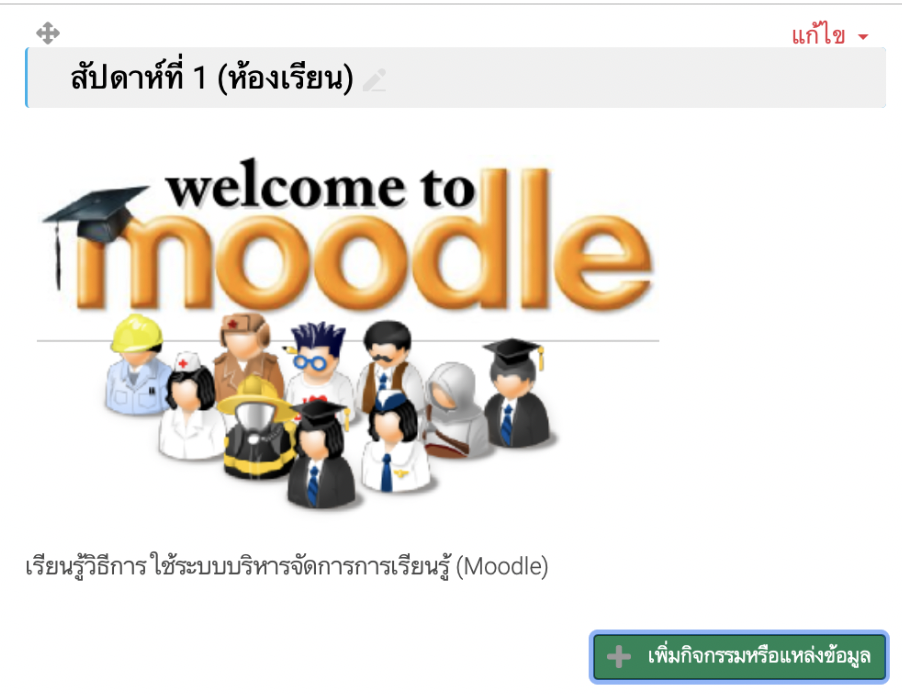 แก้ไข
สัปดาห์ที่ 1 (ห้องเรียน)
welcome to
moodle
เรียนรู้วิธีการ ใช้ระบบบริหารจัดการการเรียนรู้ (Moodle)
เพิ่มกิจกรรมหรือแหล่งข้อมูล